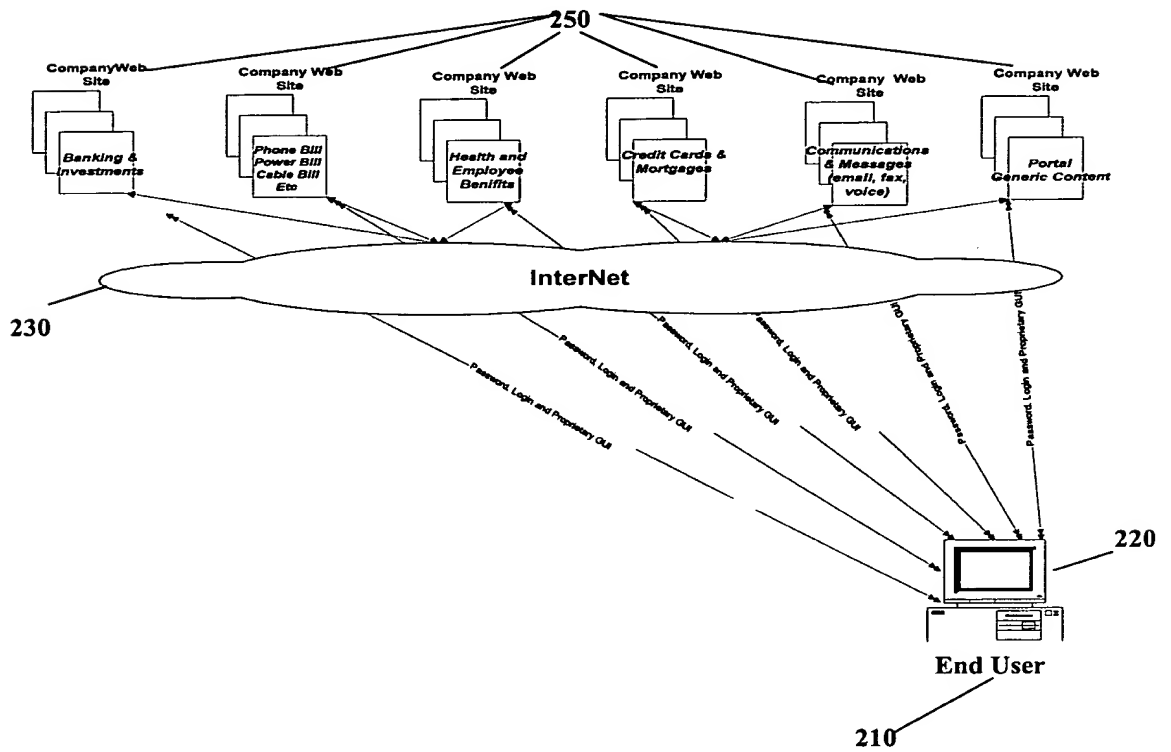 250
CompanyWeb
Site
Company Web
Site
Company Web
Site
Company Web
Site
Company Web
Site
Company Web
Site
Banking &
Investments
Phone Bill
Power Bill
Cable Bill
Etc
Health and
Employee
Benifits
Credit Cards &
Mortgages
Communications
& Messages
(email, fax,
voice)
Portal
Generic Content
InterNet
230
Password, Login and Proprietary GUI
Password, Login and Proprietary GUI
Password, Login and Proprietary GUI
Password, Login and Proprietary GUI
Password, Login and Proprietary GUI
Password, Login and Proprietary GUI
220
End User
210